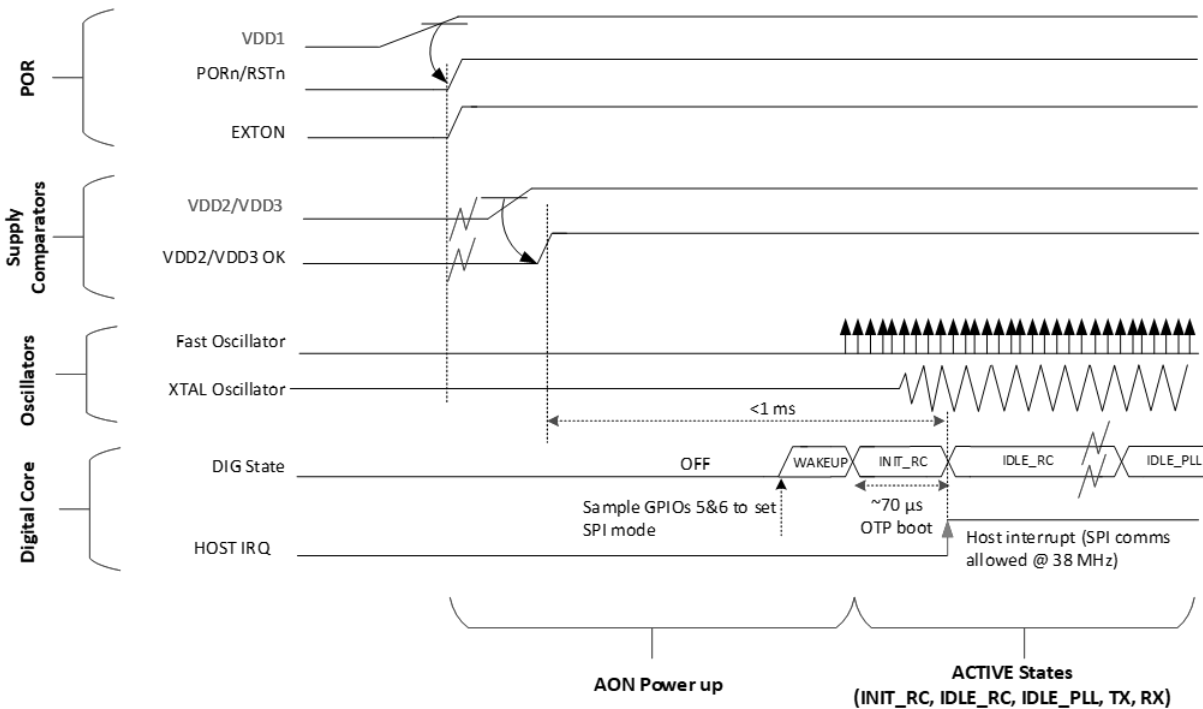 POR
VDD1
PORn/RSTn
EXTON
Supply
Comparators
VDD2/VDD3
VDD2/VDD3 OK
Oscillators
Fast Oscillator
XTAL Oscillator
<1 ms
Digital Core
DIG State
OFF
WAKEUP
INIT_RC
IDLE_RC
IDLE_PLL
Sample GPIOs 5&6 to set
SPI mode
~70 µs
OTP boot
HOST IRQ
Host interrupt (SPI comms
allowed @ 38 MHz)
AON Power up
ACTIVE States
(INIT_RC, IDLE_RC, IDLE_PLL, TX, RX)